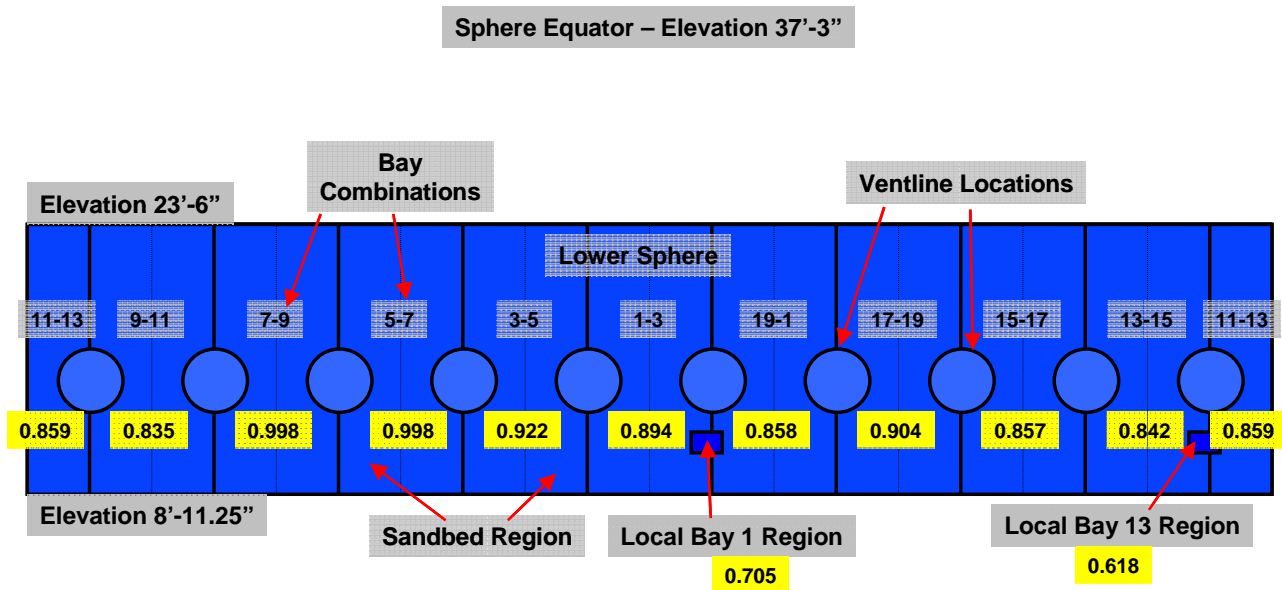 Sphere Equator – Elevation 37’-3”
Bay
Combinations
Ventline Locations
Elevation 23’-6”
Lower Sphere
11-13 9-11 7-9 5-7 3-5 1-3 19-1 17-19 15-17 13-15 11-13
0.859 0.835 0.998 0.998 0.922 0.894 0.858 0.904 0.857 0.842 0.859
Elevation 8’-11.25”
Sandbed Region
Local Bay 1 Region
0.705
Local Bay 13 Region
0.618